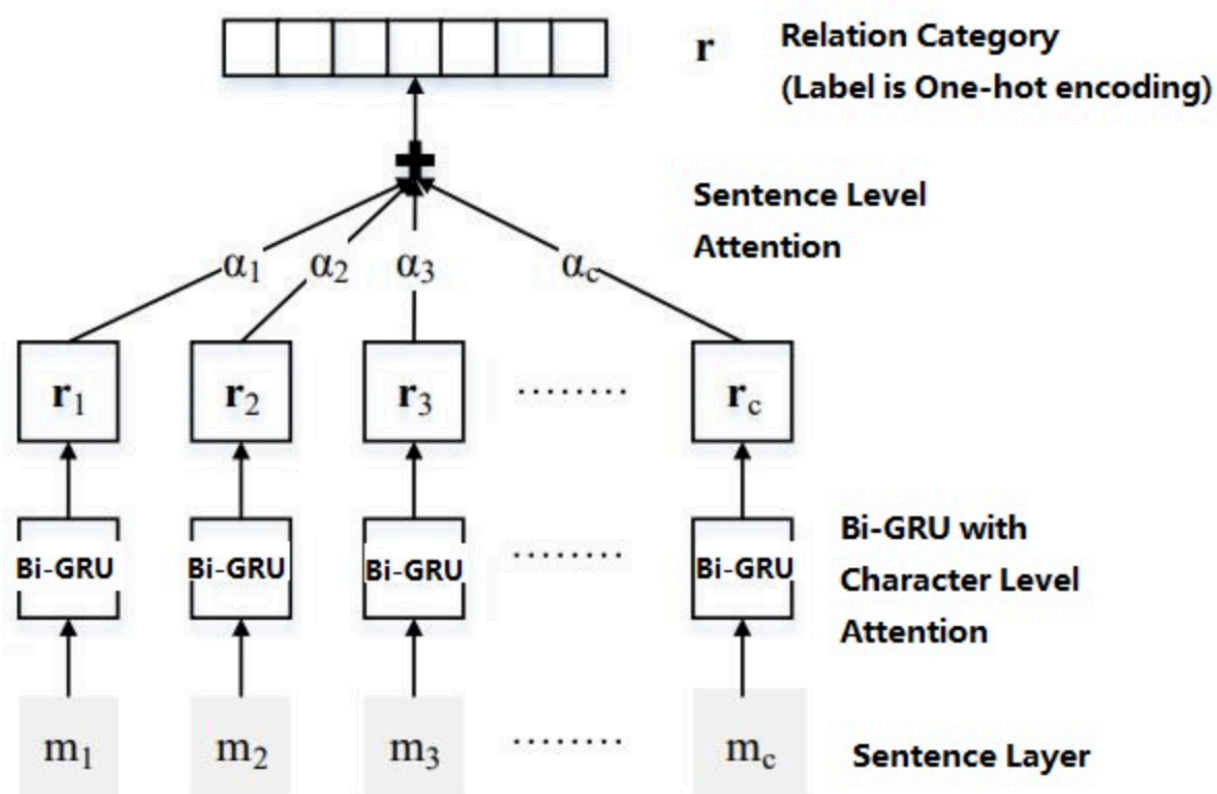 r Relation Category
(Label is One-hot encoding)
Sentence Level
Attention
α1 α2 α3 αc
r1 r2 r3 ········ rc
Bi-GRU Bi-GRU Bi-GRU ········ Bi-GRU
Bi-GRU with
Character Level
Attention
m1 m2 m3 ········ mc
Sentence Layer